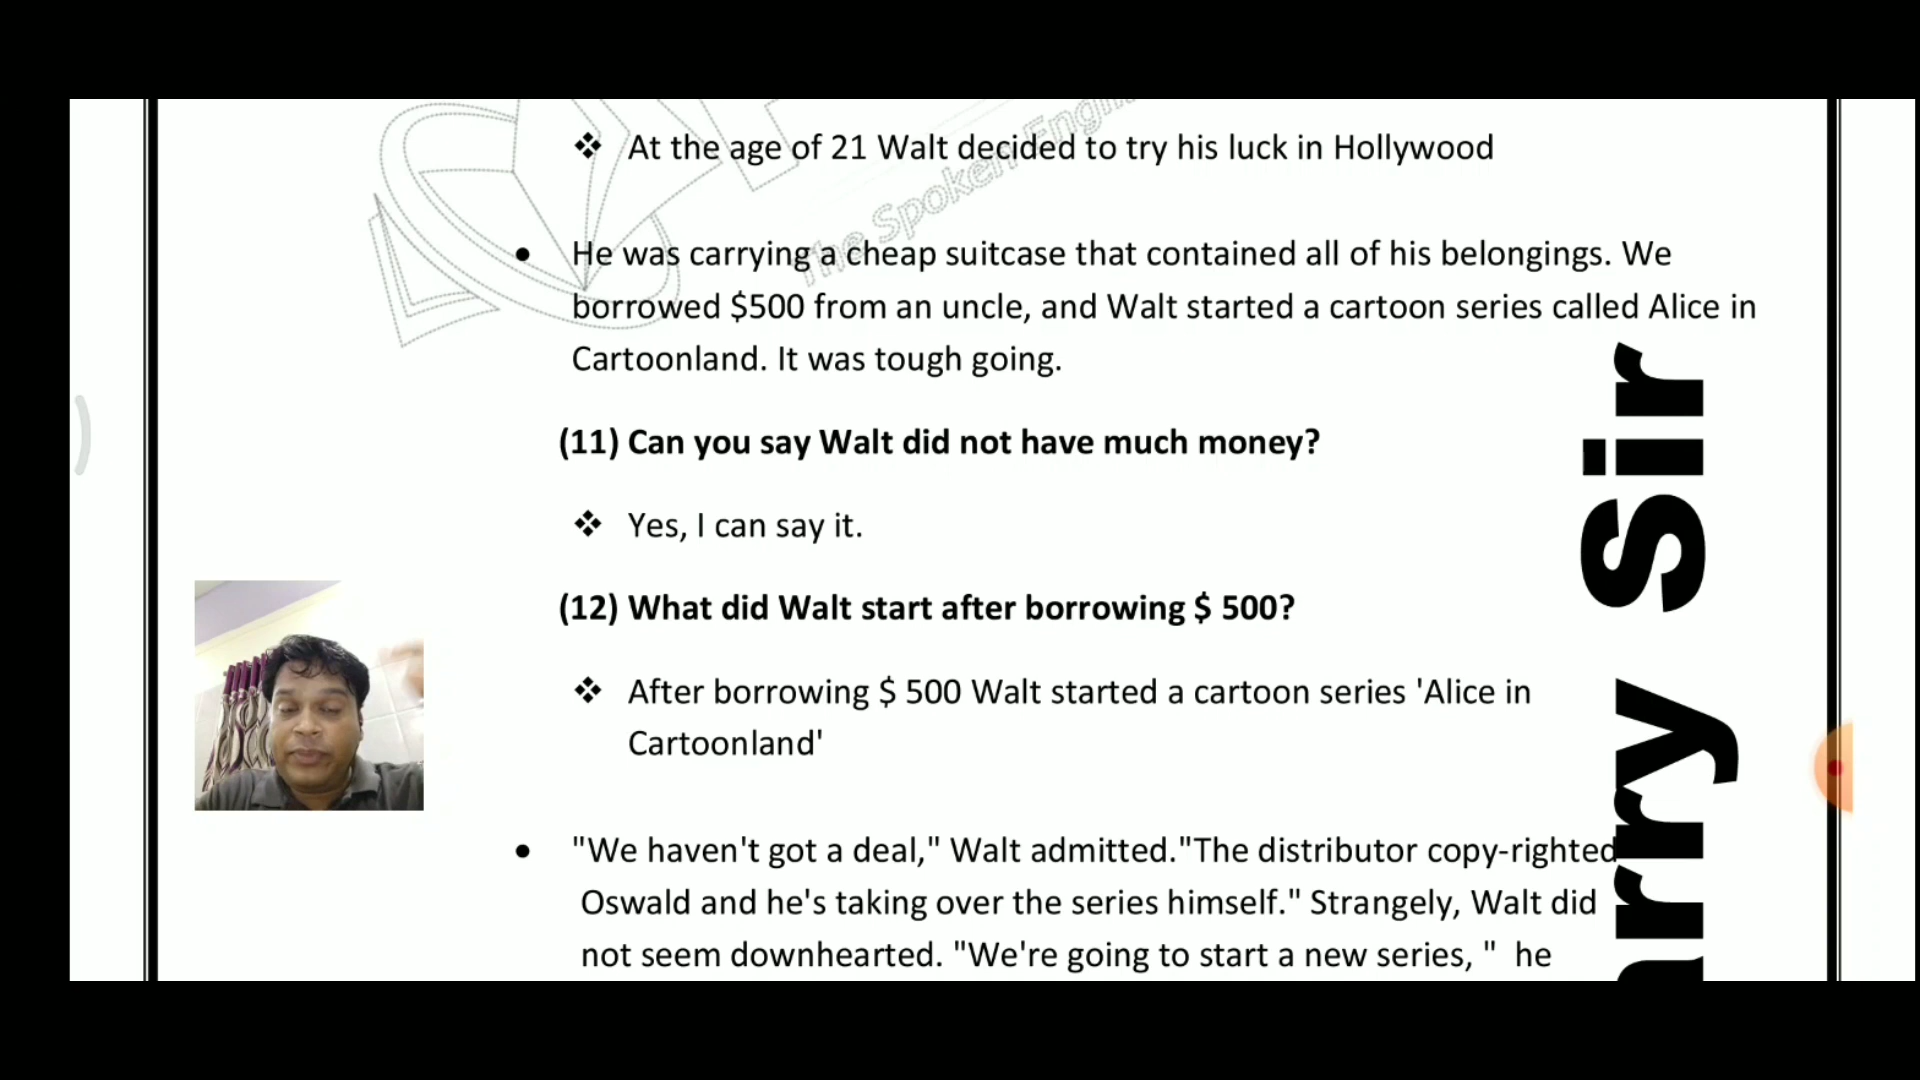 The Spoken Englis
❖ At the age of 21 Walt decided to try his luck in Hollywood
• He was carrying a cheap suitcase that contained all of his belongings. We
borrowed $500 from an uncle, and Walt started a cartoon series called Alice in
Cartoonland. It was tough going.
(11) Can you say Walt did not have much money?
❖ Yes, I can say it.
(12) What did Walt start after borrowing $ 500?
❖ After borrowing $ 500 Walt started a cartoon series 'Alice in
Cartoonland'
• "We haven't got a deal," Walt admitted."The distributor copy-righted
Oswald and he's taking over the series himself." Strangely, Walt did
not seem downhearted. "We're going to start a new series, " he
arry Sir